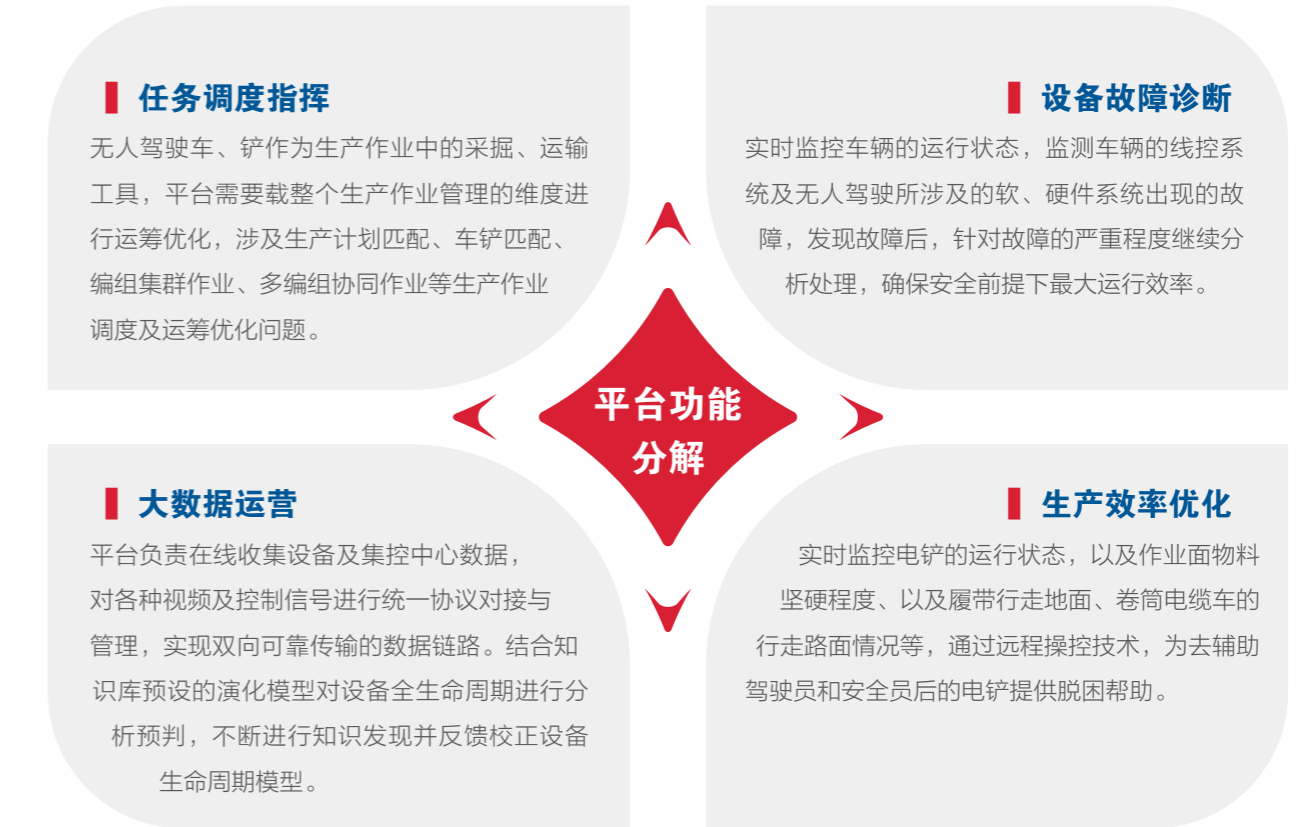 任务调度指挥
无人驾驶车、铲作为生产作业中的采掘、运输
工具，平台需要载整个生产作业管理的维度进
行运筹优化，涉及生产计划匹配、车铲匹配、
编组集群作业、多编组协同作业等生产作业
调度及运筹优化问题。
设备故障诊断
实时监控车辆的运行状态，监测车辆的线控系
统及无人驾驶所涉及的软、硬件系统出现的故
障，发现故障后，针对故障的严重程度继续分
析处理，确保安全前提下最大运行效率。
平台功能
分解
大数据运营
平台负责在线收集设备及集控中心数据，
对各种视频及控制信号进行统一协议对接与
管理，实现双向可靠传输的数据链路。结合知
识库预设的演化模型对设备全生命周期进行分
析预判，不断进行知识发现并反馈校正设备
生命周期模型。
生产效率优化
实时监控电铲的运行状态，以及作业面物料
坚硬程度、以及履带行走地面、卷筒电缆车的
行走路面情况等，通过远程操控技术，为去辅助
驾驶员和安全员后的电铲提供脱困帮助。